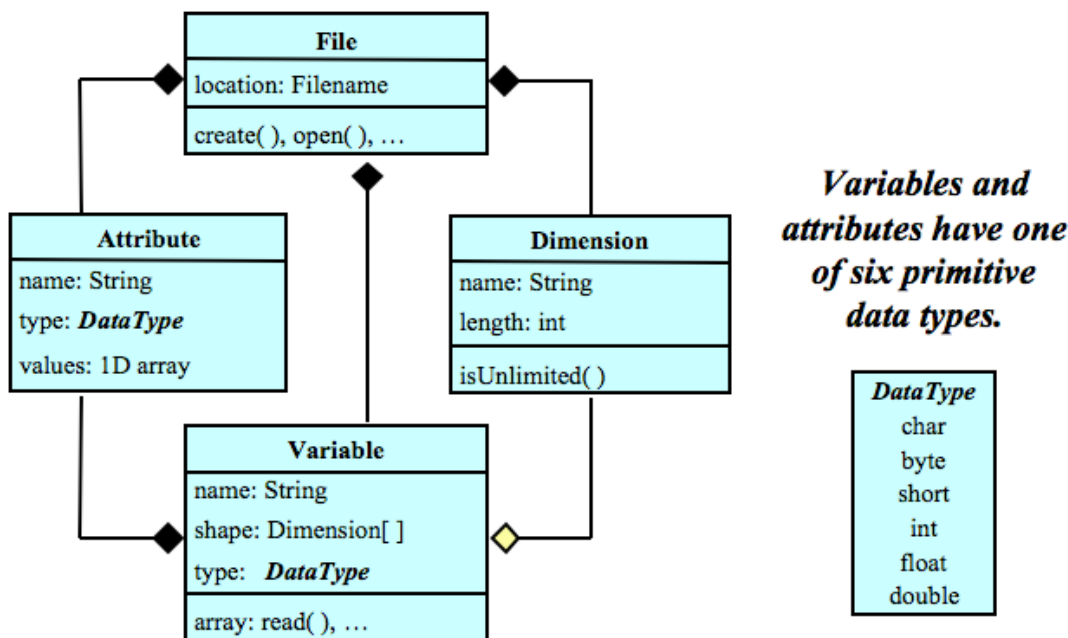 File
location: Filename
create( ), open( ), …
Attribute
name: String
type: DataType
values: 1D array
Dimension
name: String
length: int
isUnlimited( )
Variable
name: String
shape: Dimension[ ]
type: DataType
array: read( ), …
Variables and
attributes have one
of six primitive
data types.
DataType
char
byte
short
int
float
double